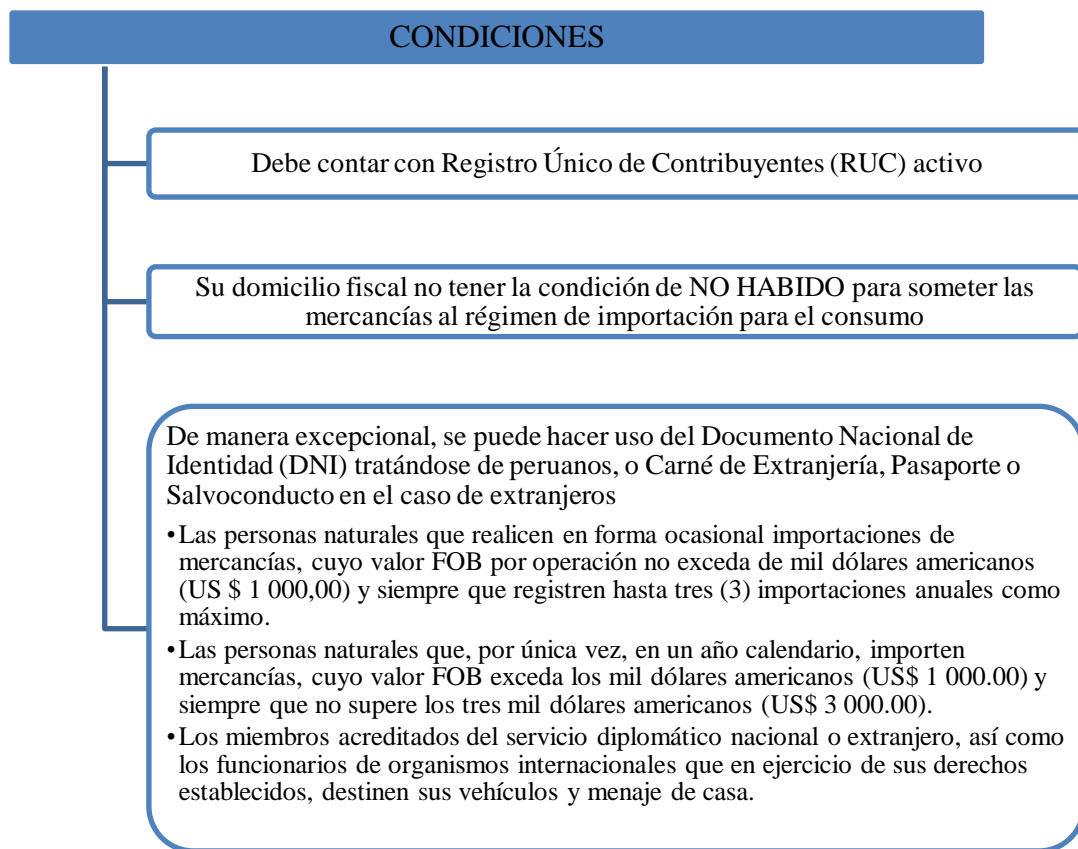 CONDICIONES
Debe contar con Registro Único de Contribuyentes (RUC) activo
Su domicilio fiscal no tener la condición de NO HABIDO para someter las
mercancías al régimen de importación para el consumo
De manera excepcional, se puede hacer uso del Documento Nacional de
Identidad (DNI) tratándose de peruanos, o Carné de Extranjería, Pasaporte o
Salvoconducto en el caso de extranjeros
•Las personas naturales que realicen en forma ocasional importaciones de
mercancías, cuyo valor FOB por operación no exceda de mil dólares americanos
(US $ 1 000,00) y siempre que registren hasta tres (3) importaciones anuales como
máximo.
•Las personas naturales que, por única vez, en un año calendario, importen
mercancías, cuyo valor FOB exceda los mil dólares americanos (US$ 1 000.00) y
siempre que no supere los tres mil dólares americanos (US$ 3 000.00).
•Los miembros acreditados del servicio diplomático nacional o extranjero, así como
los funcionarios de organismos internacionales que en ejercicio de sus derechos
establecidos, destinen sus vehículos y menaje de casa.